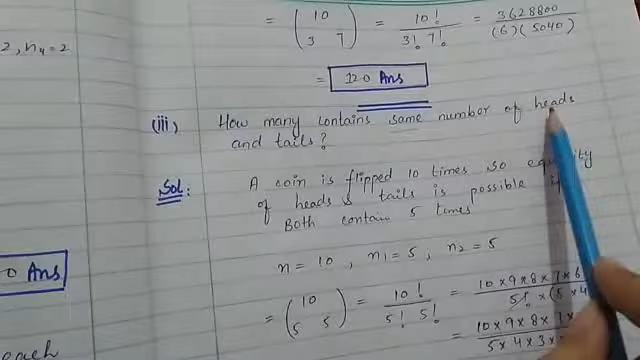 2, n₄ = 2
= (10 / 3 7) = 10! / 3! 7! = 3628800 / (6)(5040)
= 120 Ans
(iii) How many contains same number of heads
and tails?
Sol: A coin is flipped 10 times so equality
of heads & tails is possible if
Both contain 5 times
n = 10, n₁ = 5, n₂ = 5
0 Ans
= (10 / 5 5) = 10! / 5! 5! = 10 × 9 × 8 × 7 × 6 / 5! × (5 × 4
= 10 × 9 × 8 × 7 × / 5 × 4 × 3 ×
each